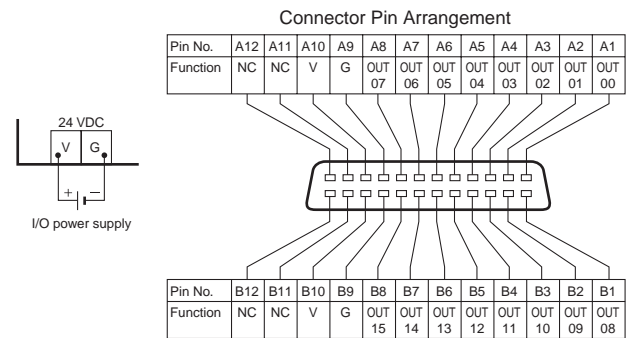 Connector Pin Arrangement
Pin No. A12 A11 A10 A9 A8 A7 A6 A5 A4 A3 A2 A1
Function NC NC V G OUT OUT OUT OUT OUT OUT OUT OUT
07 06 05 04 03 02 01 00
24 VDC
V G
+ −
I/O power supply
Pin No. B12 B11 B10 B9 B8 B7 B6 B5 B4 B3 B2 B1
Function NC NC V G OUT OUT OUT OUT OUT OUT OUT OUT
15 14 13 12 11 10 09 08